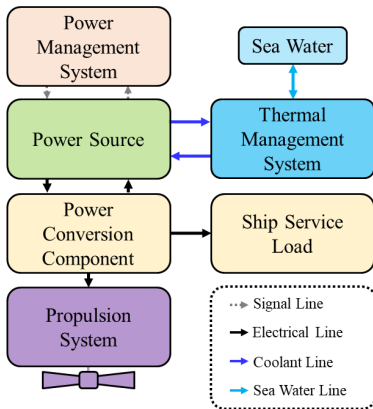 Power
Management
System
Sea Water
Power Source
Thermal
Management
System
Power
Conversion
Component
Ship Service
Load
Propulsion
System
Signal Line
Electrical Line
Coolant Line
Sea Water Line